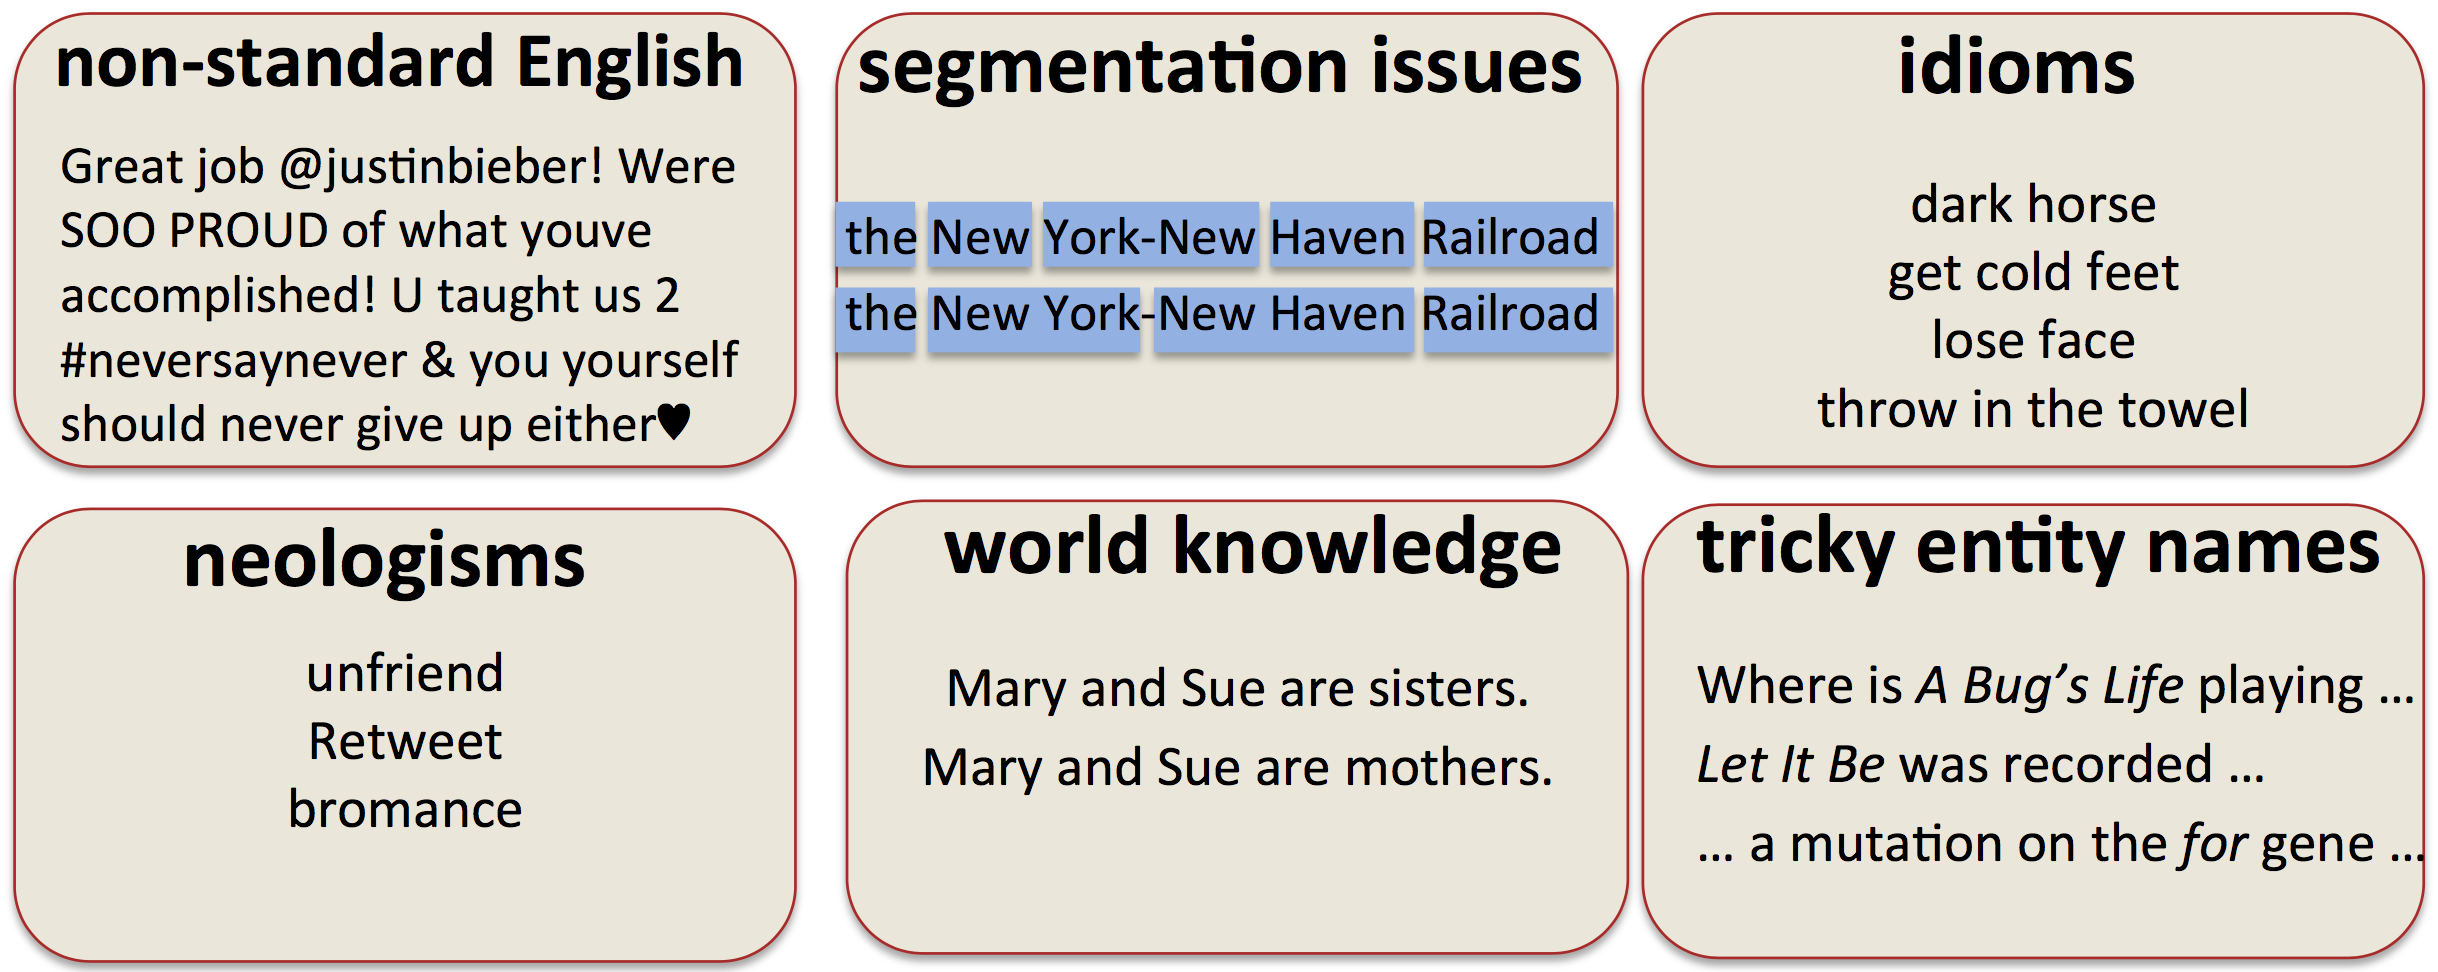 non-standard English
Great job @justinbieber! Were
SOO PROUD of what youve
accomplished! U taught us 2
#neversaynever & you yourself
should never give up either♥
segmentation issues
the New York-New Haven Railroad
the New York-New Haven Railroad
idioms
dark horse
get cold feet
lose face
throw in the towel
neologisms
unfriend
Retweet
bromance
world knowledge
Mary and Sue are sisters.
Mary and Sue are mothers.
tricky entity names
Where is A Bug’s Life playing …
Let It Be was recorded …
… a mutation on the for gene …